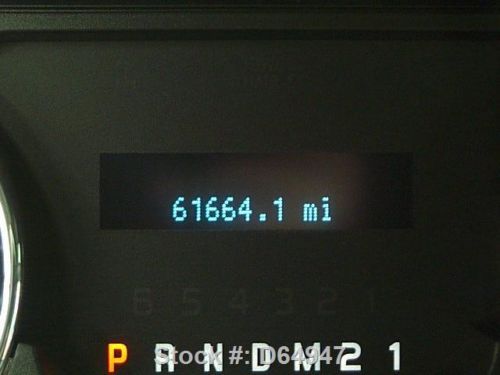 61664.1 mi
6 5 4 3 2 1
P R N D M 2 1
Stock #: D64947